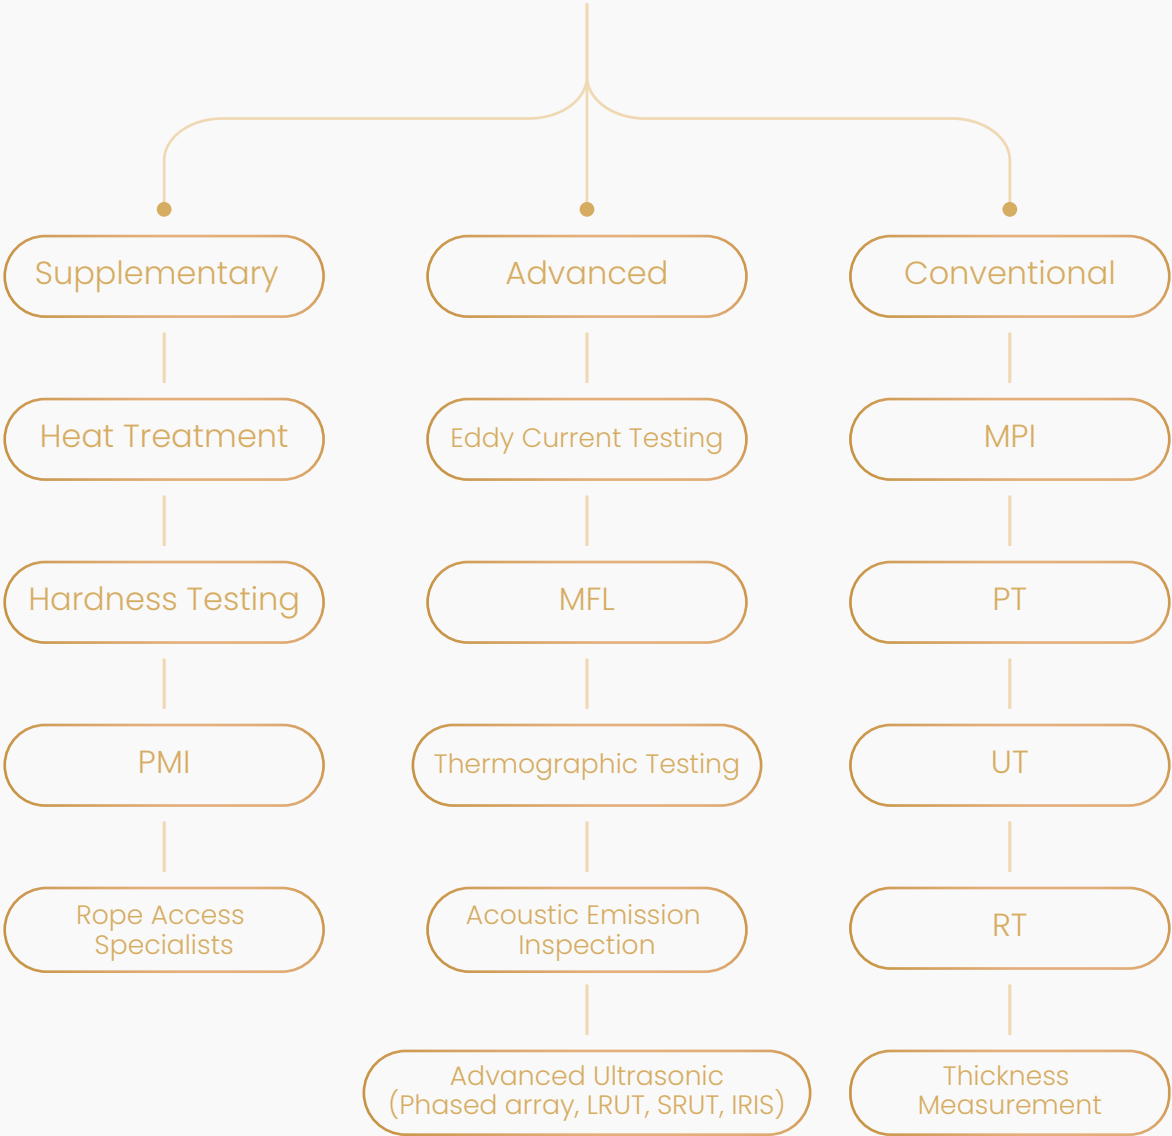 Supplementary
Advanced
Conventional
Heat Treatment
Eddy Current Testing
MPI
Hardness Testing
MFL
PT
PMI
Thermographic Testing
UT
Rope Access
Specialists
Acoustic Emission
Inspection
RT
Advanced Ultrasonic
(Phased array, LRUT, SRUT, IRIS)
Thickness
Measurement